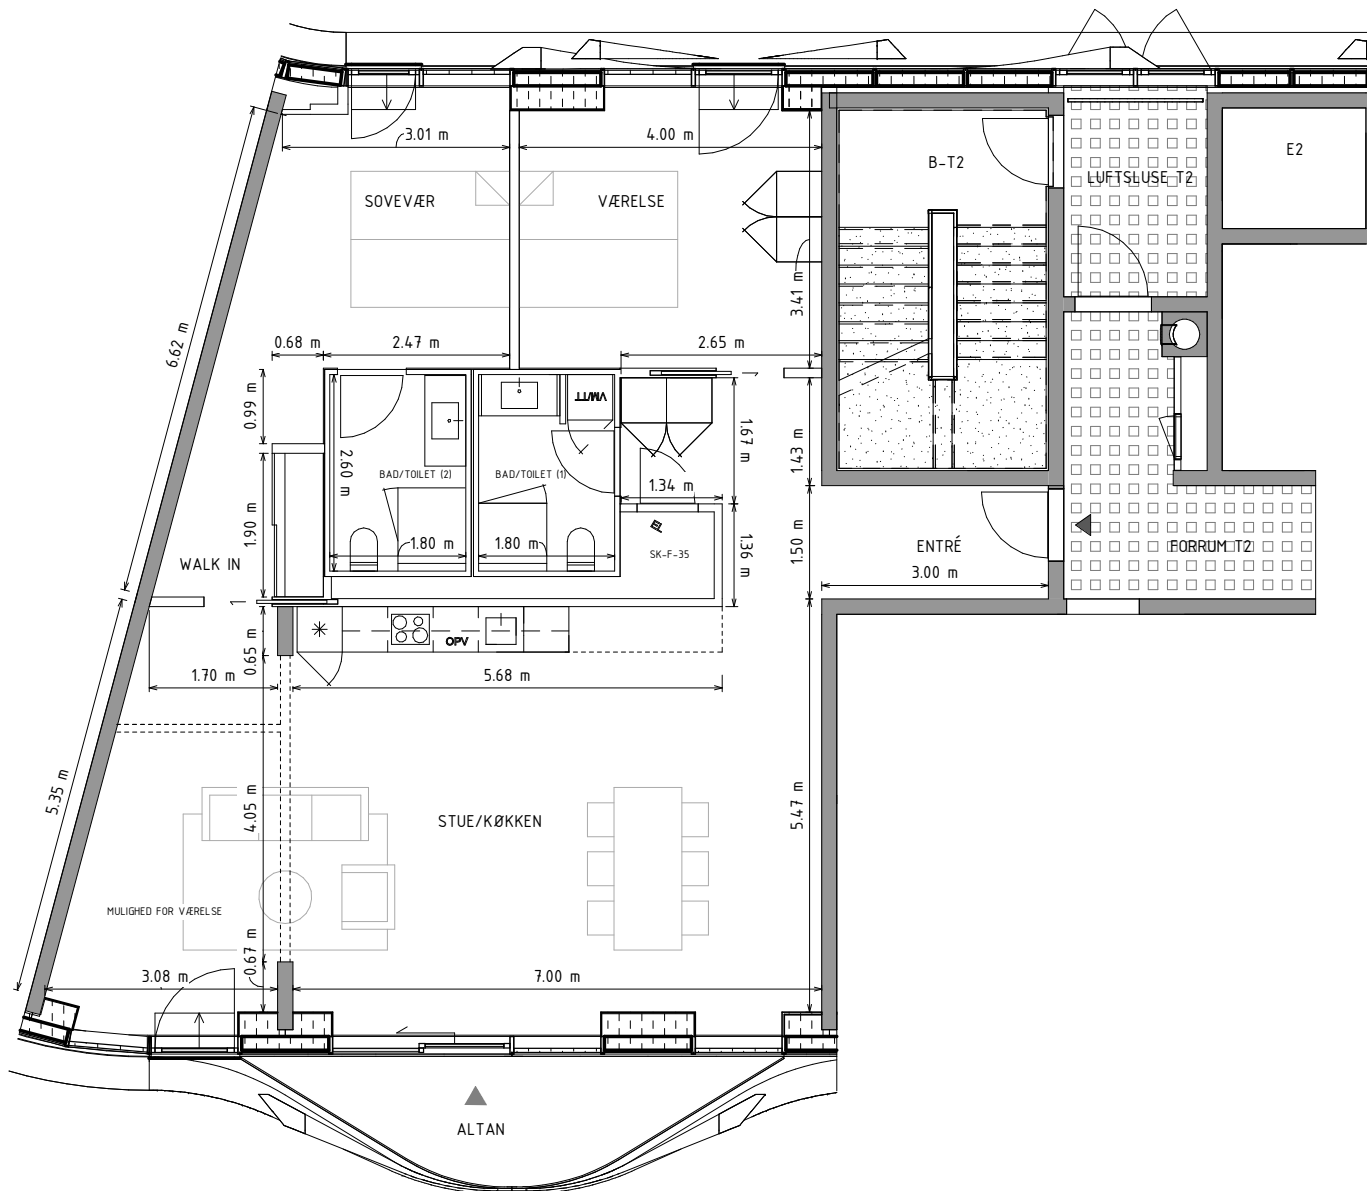 3.01 m
4.00 m
B-T2
E2
LUFTSLUSE T2
SOVEVÆR
VÆRELSE
3.41 m
6.62 m
0.68 m
2.47 m
2.65 m
0.99 m
VM/TT
1.67 m
1.43 m
2.60 m
BAD/TOILET (2)
BAD/TOILET (1)
1.34 m
1.90 m
1.80 m
1.80 m
SK-F-35
1.36 m
1.50 m
ENTRÉ
FORRUM T2
WALK IN
3.00 m
OPV
0.65 m
1.70 m
5.68 m
5.35 m
4.05 m
STUE/KØKKEN
5.47 m
MULIGHED FOR VÆRELSE
0.67 m
3.08 m
7.00 m
ALTAN